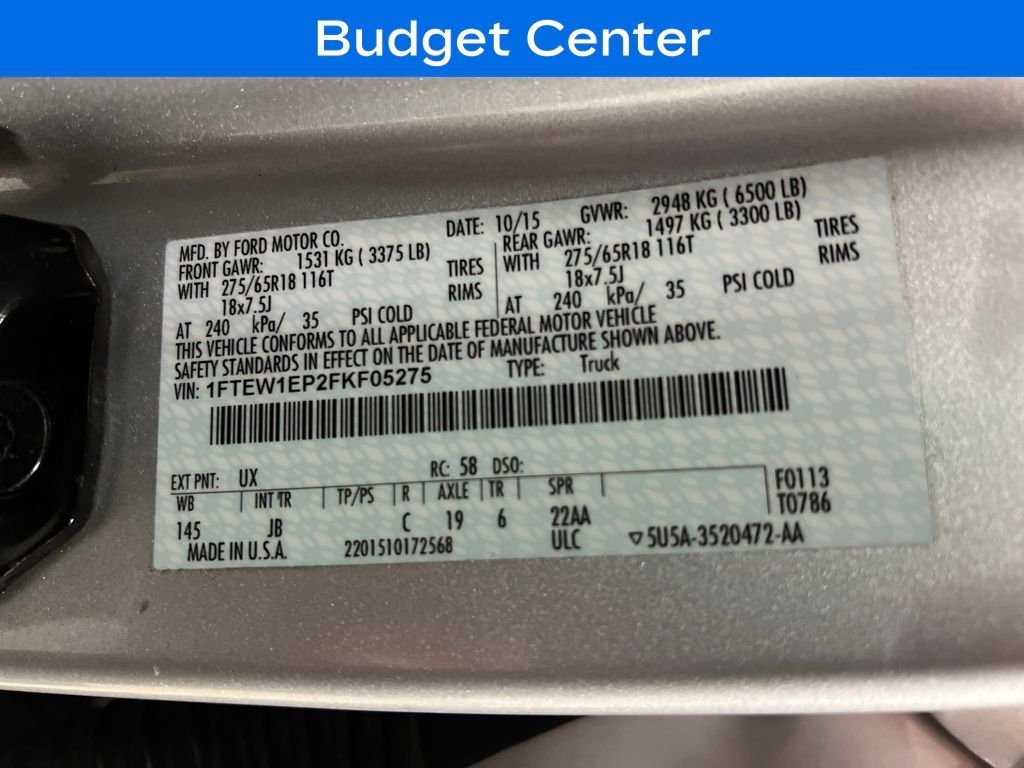 Budget Center
MFD. BY FORD MOTOR CO. DATE: 10/15 GVWR: 2948 KG ( 6500 LB)
FRONT GAWR: 1531 KG ( 3375 LB) REAR GAWR: 1497 KG ( 3300 LB)
WITH 275/65R18 116T TIRES WITH 275/65R18 116T TIRES
18x7.5J RIMS 18x7.5J RIMS
AT 240 kPa/ 35 PSI COLD AT 240 kPa/ 35 PSI COLD
THIS VEHICLE CONFORMS TO ALL APPLICABLE FEDERAL MOTOR VEHICLE
SAFETY STANDARDS IN EFFECT ON THE DATE OF MANUFACTURE SHOWN ABOVE.
VIN: 1FTEW1EP2FKF05275 TYPE: Truck
EXT PNT: UX RC: 58 DSO: F0113
WB INT TR TP/PS R AXLE TR SPR T0786
145 JB C 19 6 22AA
MADE IN U.S.A. 2201510172568 ULC ▽5U5A-3520472-AA